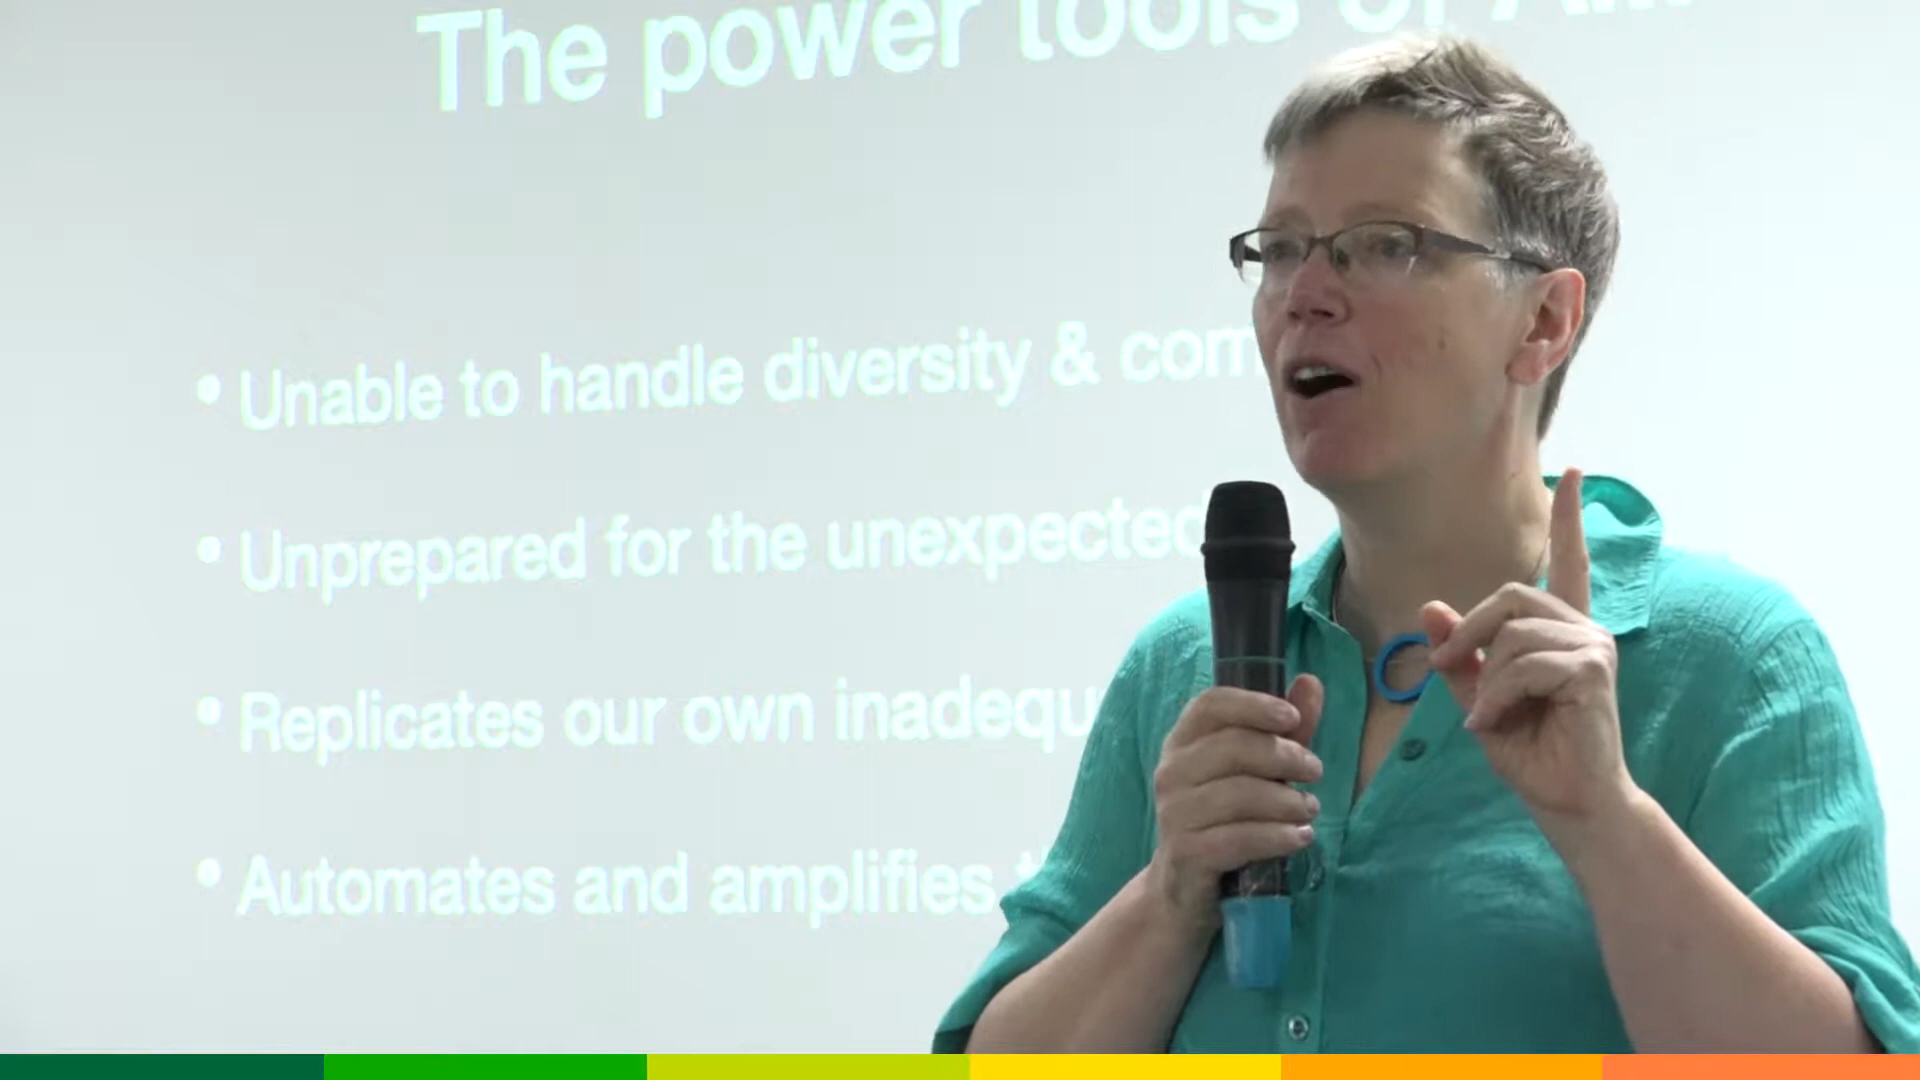 The power tools of
• Unable to handle diversity & com
• Unprepared for the unexpected
• Replicates our own inadequ
• Automates and amplifies